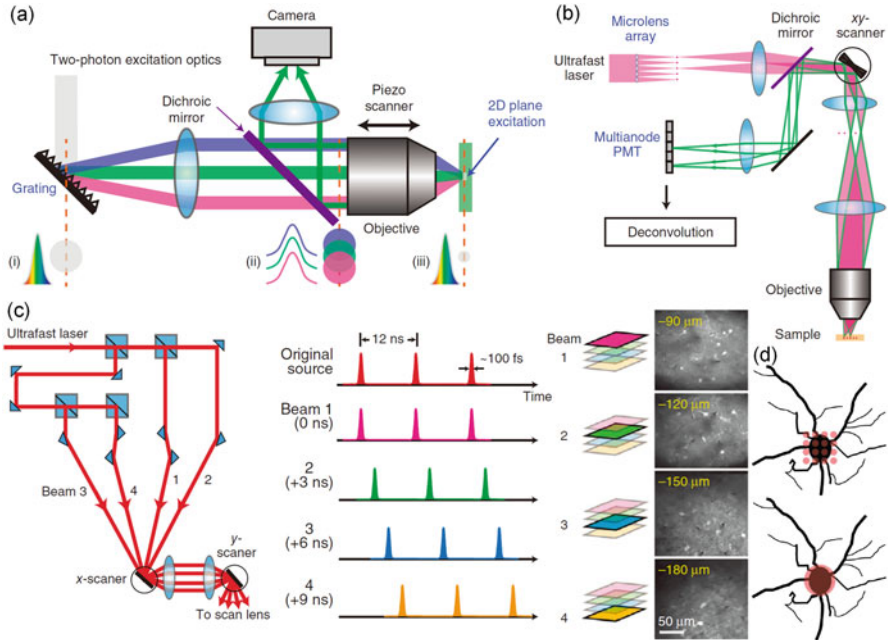 (a)
Camera
Two-photon excitation optics
Dichroic
mirror
Piezo
scanner
2D plane
excitation
Grating
Objective
(i)
(ii)
(iii)
(b)
Microlens
array
Dichroic
mirror
xy-
scanner
Ultrafast
laser
Multianode
PMT
Deconvolution
Objective
Sample
(c)
Ultrafast laser
Beam 3
4
1
2
x-scaner
y-
scaner
To scan lens
Original
source
12 ns
~100 fs
Time
Beam 1
(0 ns)
2
(+3 ns)
3
(+6 ns)
4
(+9 ns)
Beam
1
2
3
4
–90 μm
–120 μm
–150 μm
–180 μm
50 μm
(d)